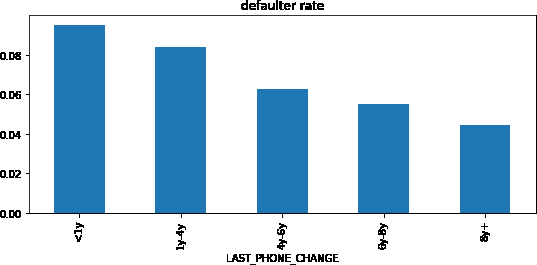 defaulter rate
0.08
0.06
0.04
0.02
0.00
<1y
1y-4y
4y-6y
6y-8y
8y+
LAST_PHONE_CHANGE